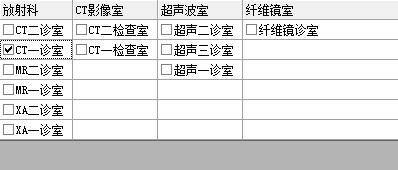 放射科 CT影像室 超声波室 纤维镜室
CT二诊室 CT二检查室 超声二诊室 纤维镜诊室
CT一诊室 CT一检查室 超声三诊室
MR二诊室 超声一诊室
MR一诊室
XA二诊室
XA一诊室